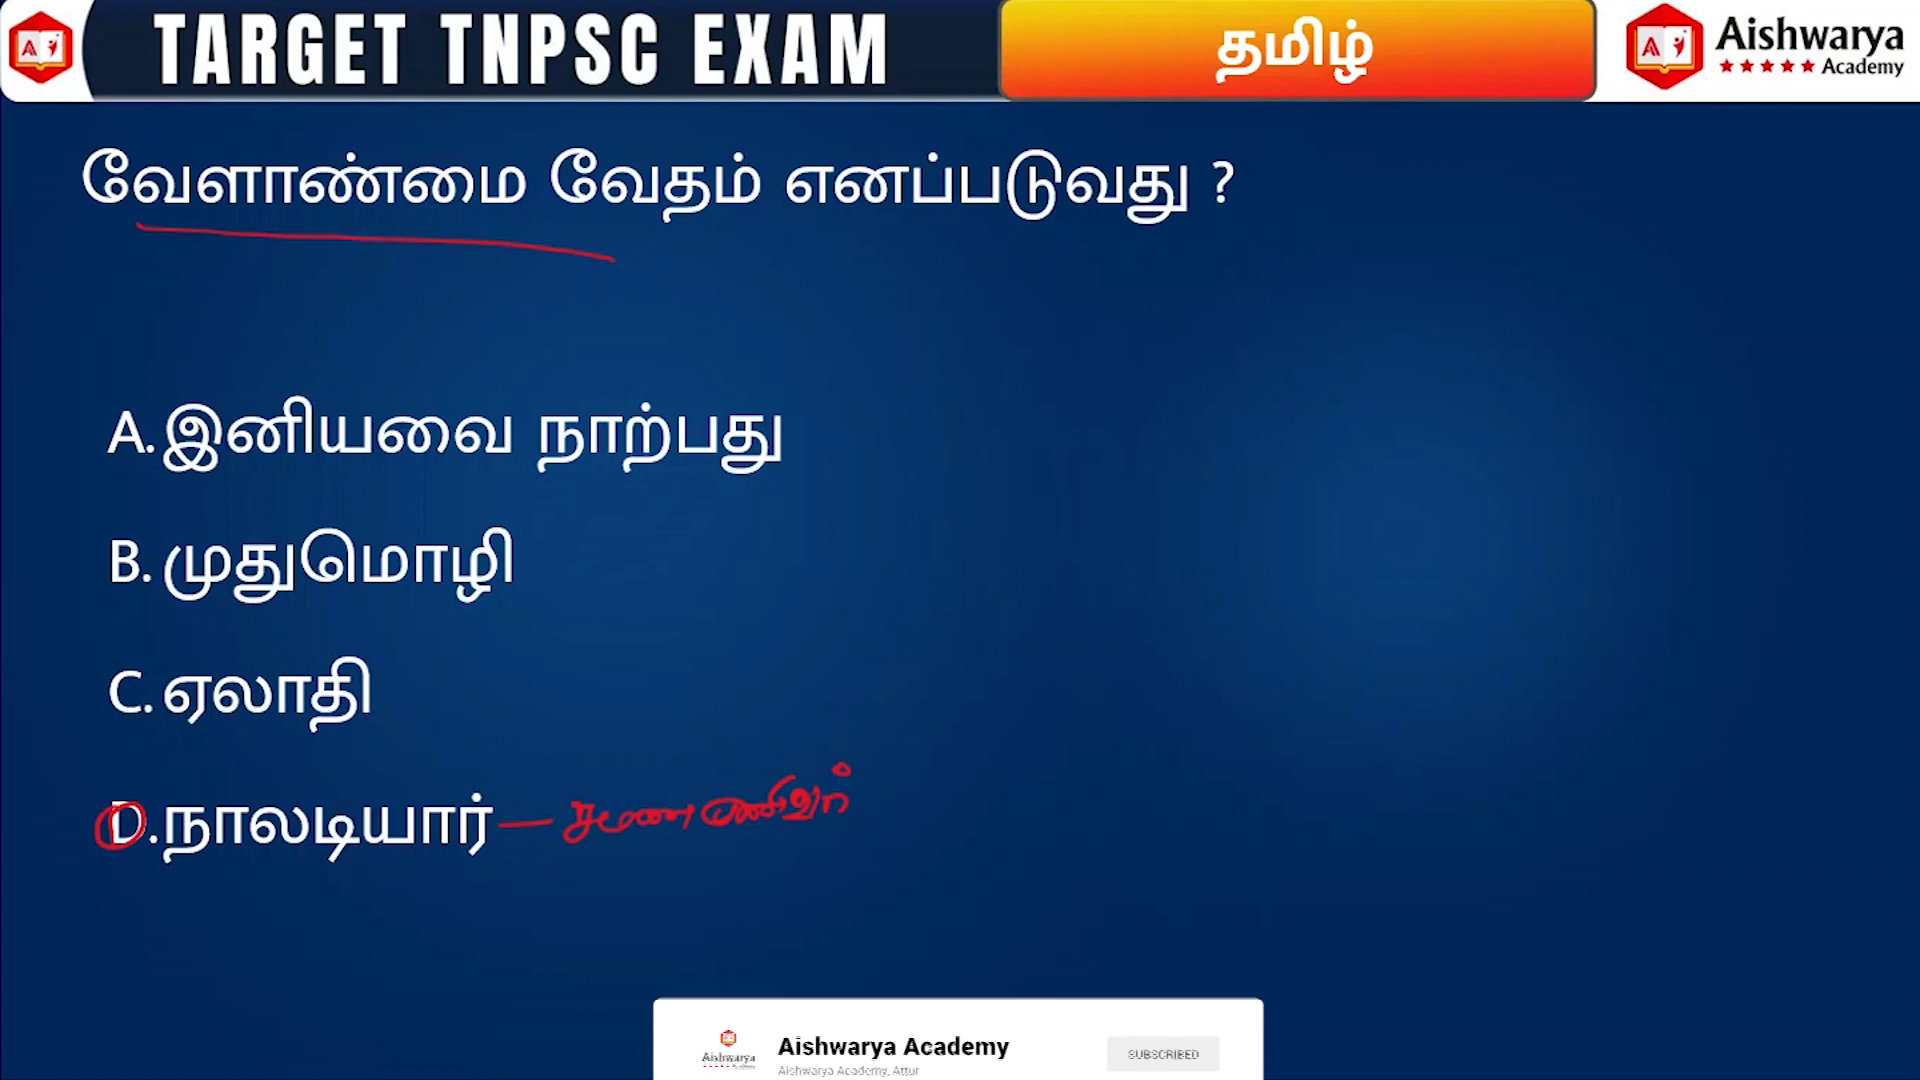 TARGET TNPSC EXAM
தமிழ்
Aishwarya
Academy
வேளாண்மை வேதம் எனப்படுவது ?
A. இனியவை நாற்பது
B. முதுமொழி
C. ஏலாதி
D. நாலடியார் — சமண முனிவர்
Aishwarya Academy
Aishwarya Academy, Attur
SUBSCRIBED